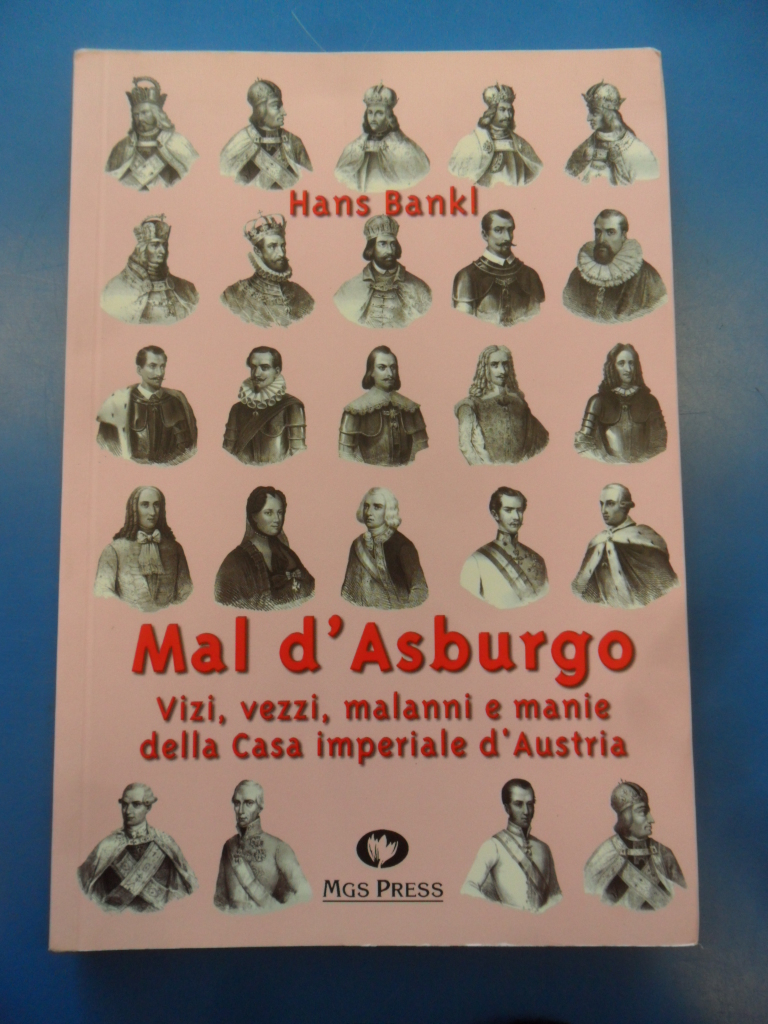 Hans Bankl
Mal d'Asburgo
Vizi, vezzi, malanni e manie
della Casa imperiale d'Austria
MGS PRESS